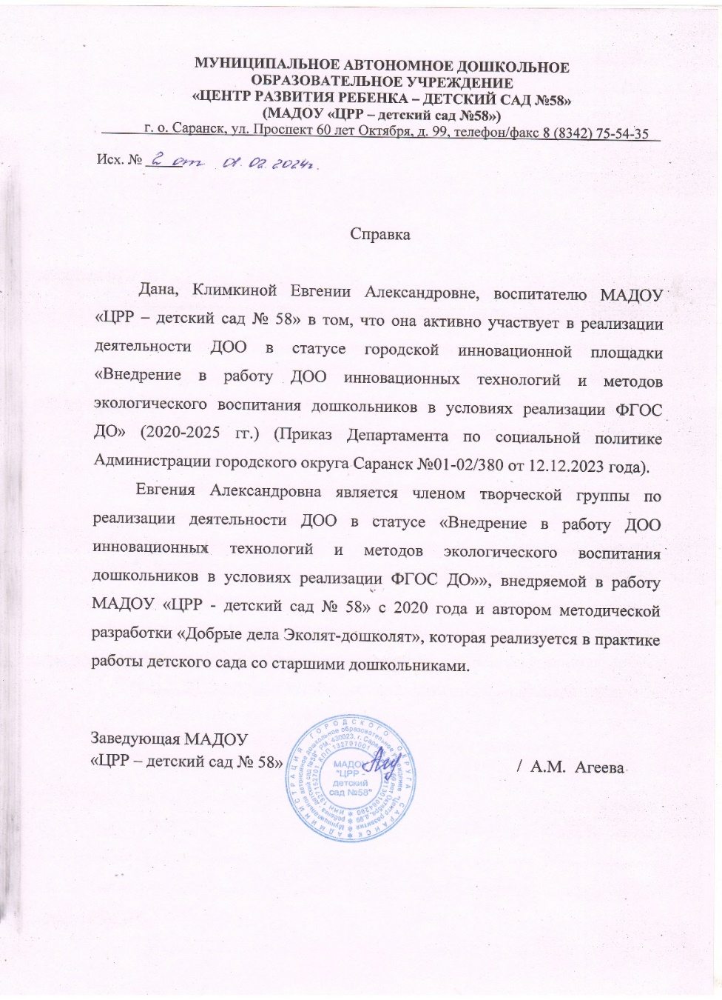 МУНИЦИПАЛЬНОЕ АВТОНОМНОЕ ДОШКОЛЬНОЕ
ОБРАЗОВАТЕЛЬНОЕ УЧРЕЖДЕНИЕ
«ЦЕНТР РАЗВИТИЯ РЕБЕНКА – ДЕТСКИЙ САД №58»
(МАДОУ «ЦРР – детский сад №58»)
г. о. Саранск, ул. Проспект 60 лет Октября, д. 99, телефон/факс 8 (8342) 75-54-35
Исх. № 2 от 01.02.2024г.
Справка
Дана, Климкиной Евгении Александровне, воспитателю МАДОУ
«ЦРР – детский сад № 58» в том, что она активно участвует в реализации
деятельности ДОО в статусе городской инновационной площадки
«Внедрение в работу ДОО инновационных технологий и методов
экологического воспитания дошкольников в условиях реализации ФГОС
ДО» (2020-2025 гг.) (Приказ Департамента по социальной политике
Администрации городского округа Саранск №01-02/380 от 12.12.2023 года).
Евгения Александровна является членом творческой группы по
реализации деятельности ДОО в статусе «Внедрение в работу ДОО
инновационных технологий и методов экологического воспитания
дошкольников в условиях реализации ФГОС ДО»», внедряемой в работу
МАДОУ «ЦРР - детский сад № 58» с 2020 года и автором методической
разработки «Добрые дела Эколят-дошколят», которая реализуется в практике
работы детского сада со старшими дошкольниками.
Заведующая МАДОУ
«ЦРР – детский сад № 58»
/ А.М. Агеева
АДМИНИСТРАЦИЯ ГОРОДСКОГО ОКРУГА САРАНСК
МАДОУ
"ЦРР -
детский
сад №58"